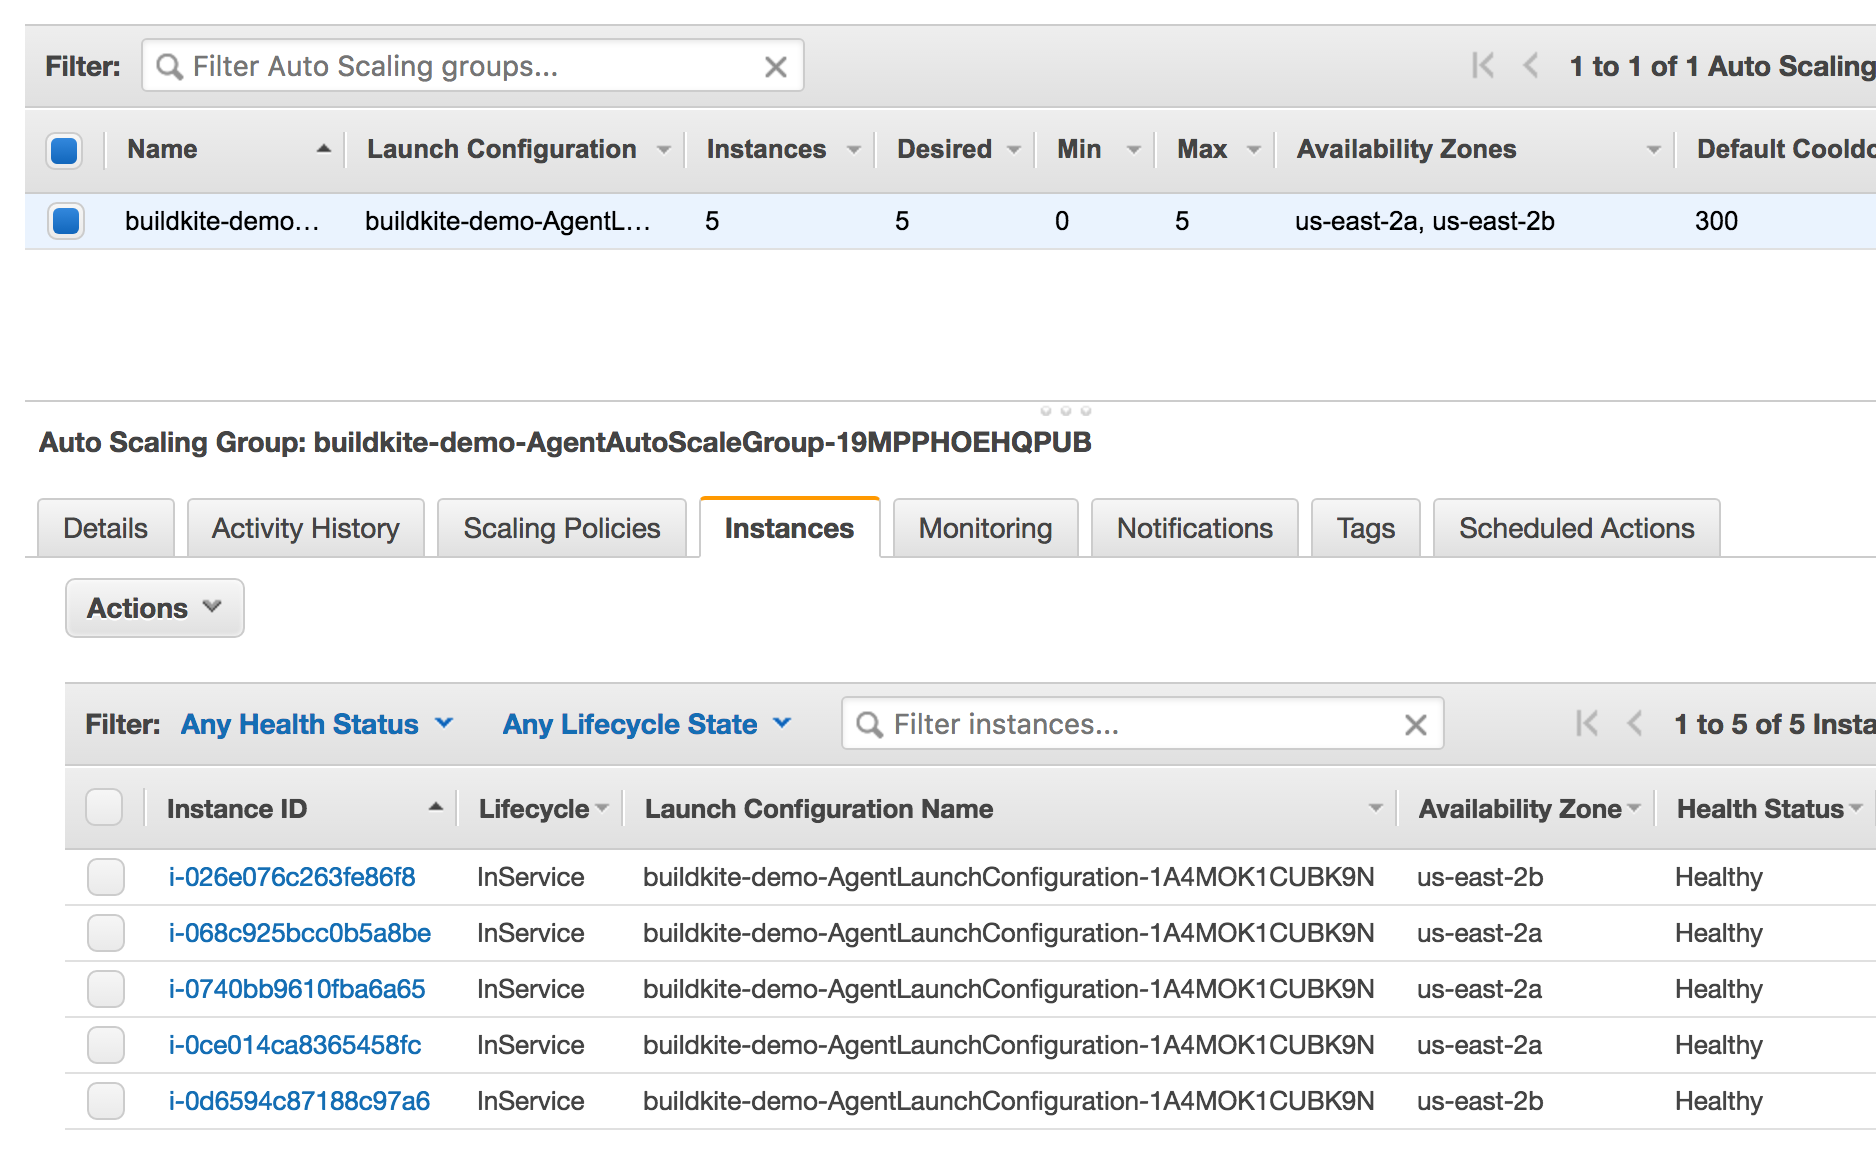 Filter: Filter Auto Scaling groups... 1 to 1 of 1 Auto Scaling
Name Launch Configuration Instances Desired Min Max Availability Zones Default Cooldo
buildkite-demo... buildkite-demo-AgentL... 5 5 0 5 us-east-2a, us-east-2b 300
Auto Scaling Group: buildkite-demo-AgentAutoScaleGroup-19MPPHOEHQPUB
Details Activity History Scaling Policies Instances Monitoring Notifications Tags Scheduled Actions
Actions
Filter: Any Health Status Any Lifecycle State Filter instances... 1 to 5 of 5 Insta
Instance ID Lifecycle Launch Configuration Name Availability Zone Health Status
i-026e076c263fe86f8 InService buildkite-demo-AgentLaunchConfiguration-1A4MOK1CUBK9N us-east-2b Healthy
i-068c925bcc0b5a8be InService buildkite-demo-AgentLaunchConfiguration-1A4MOK1CUBK9N us-east-2a Healthy
i-0740bb9610fba6a65 InService buildkite-demo-AgentLaunchConfiguration-1A4MOK1CUBK9N us-east-2a Healthy
i-0ce014ca8365458fc InService buildkite-demo-AgentLaunchConfiguration-1A4MOK1CUBK9N us-east-2a Healthy
i-0d6594c87188c97a6 InService buildkite-demo-AgentLaunchConfiguration-1A4MOK1CUBK9N us-east-2b Healthy